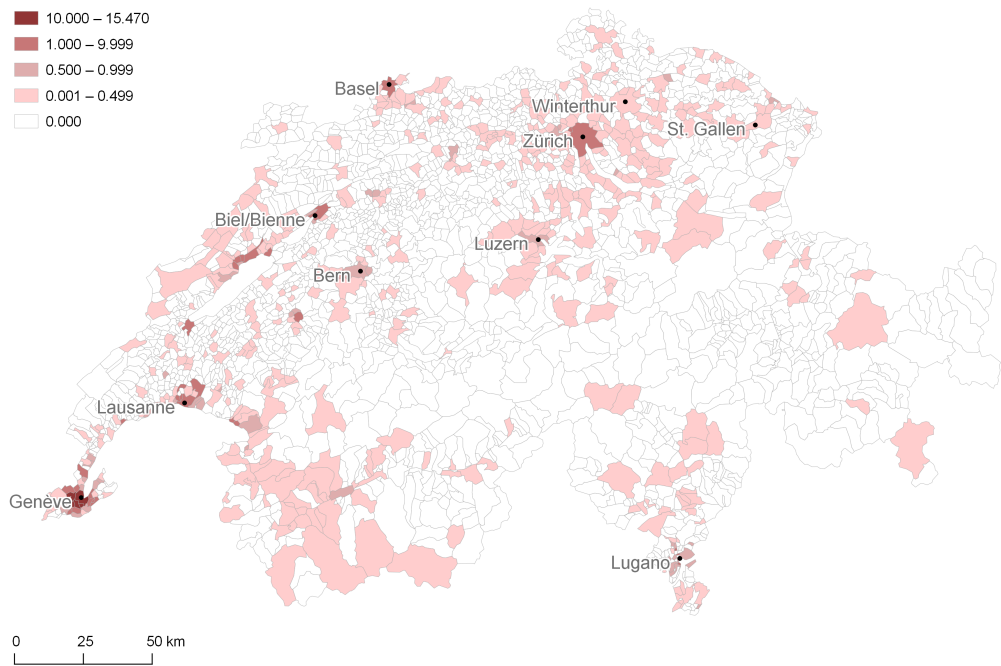 10.000 – 15.470
1.000 – 9.999
0.500 – 0.999
0.001 – 0.499
0.000
Basel
Winterthur
St. Gallen
Zürich
Biel/Bienne
Luzern
Bern
Lausanne
Genève
Lugano
0 25 50 km